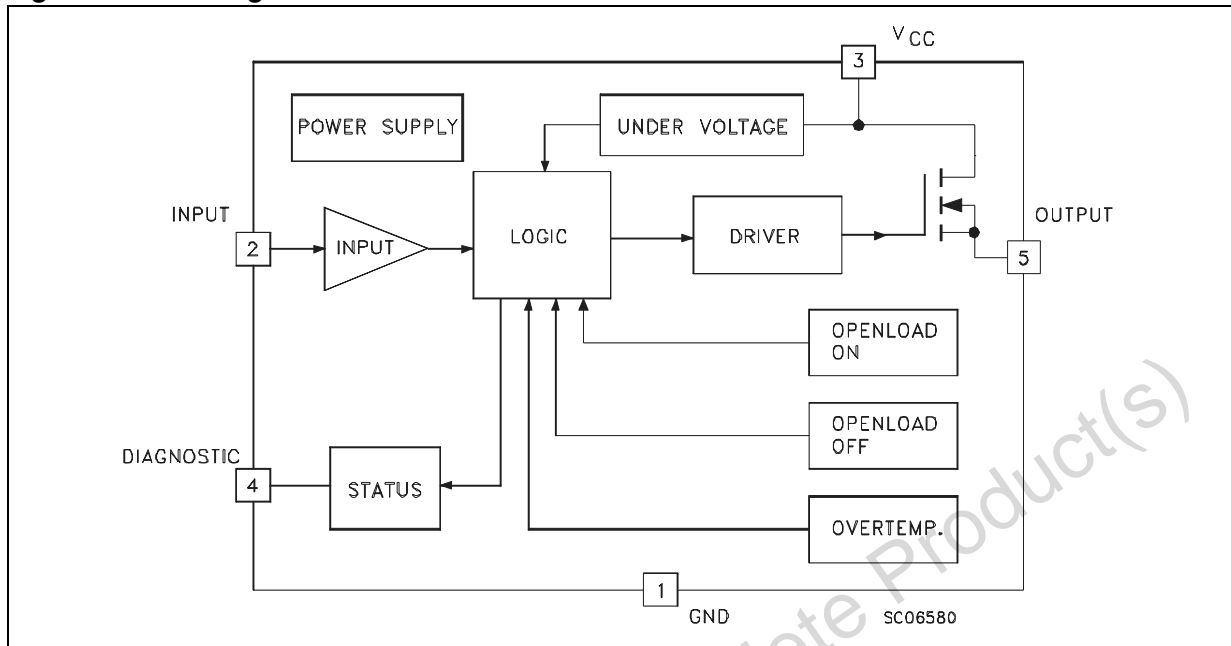 V CC
3
POWER SUPPLY
UNDER VOLTAGE
INPUT
2
INPUT
LOGIC
DRIVER
OUTPUT
5
OPENLOAD
ON
OPENLOAD
OFF
DIAGNOSTIC
4
STATUS
OVERTEMP.
1
GND
SC06580
Product(s)